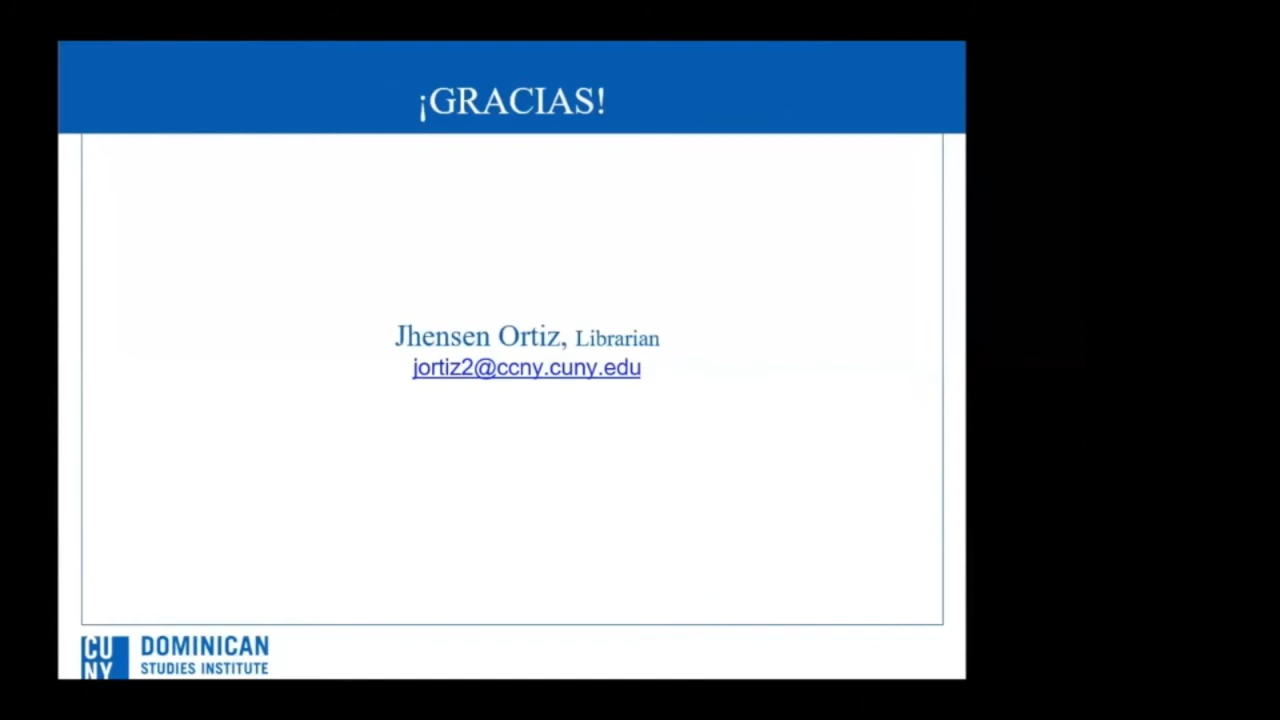 ¡GRACIAS!
Jhensen Ortiz, Librarian
jortiz2@ccny.cuny.edu
CU
NY
DOMINICAN
STUDIES INSTITUTE